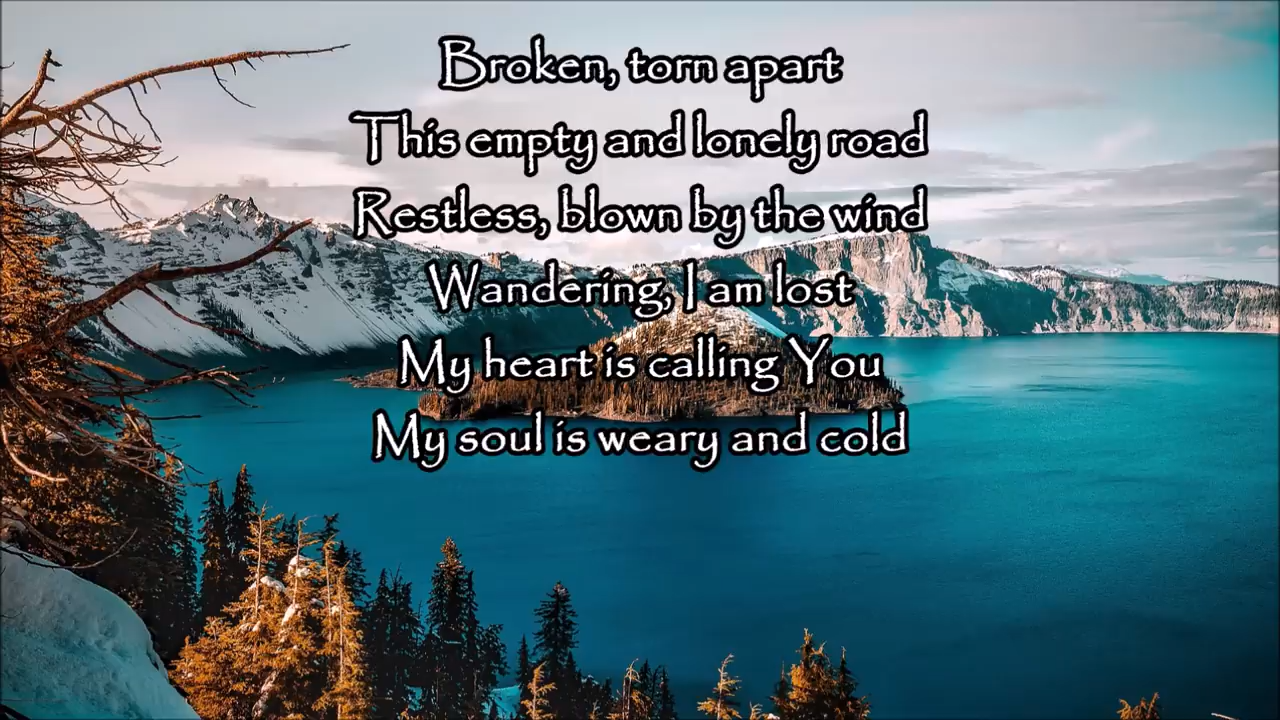 Broken, torn apart
This empty and lonely road
Restless, blown by the wind
Wandering, I am lost
My heart is calling You
My soul is weary and cold